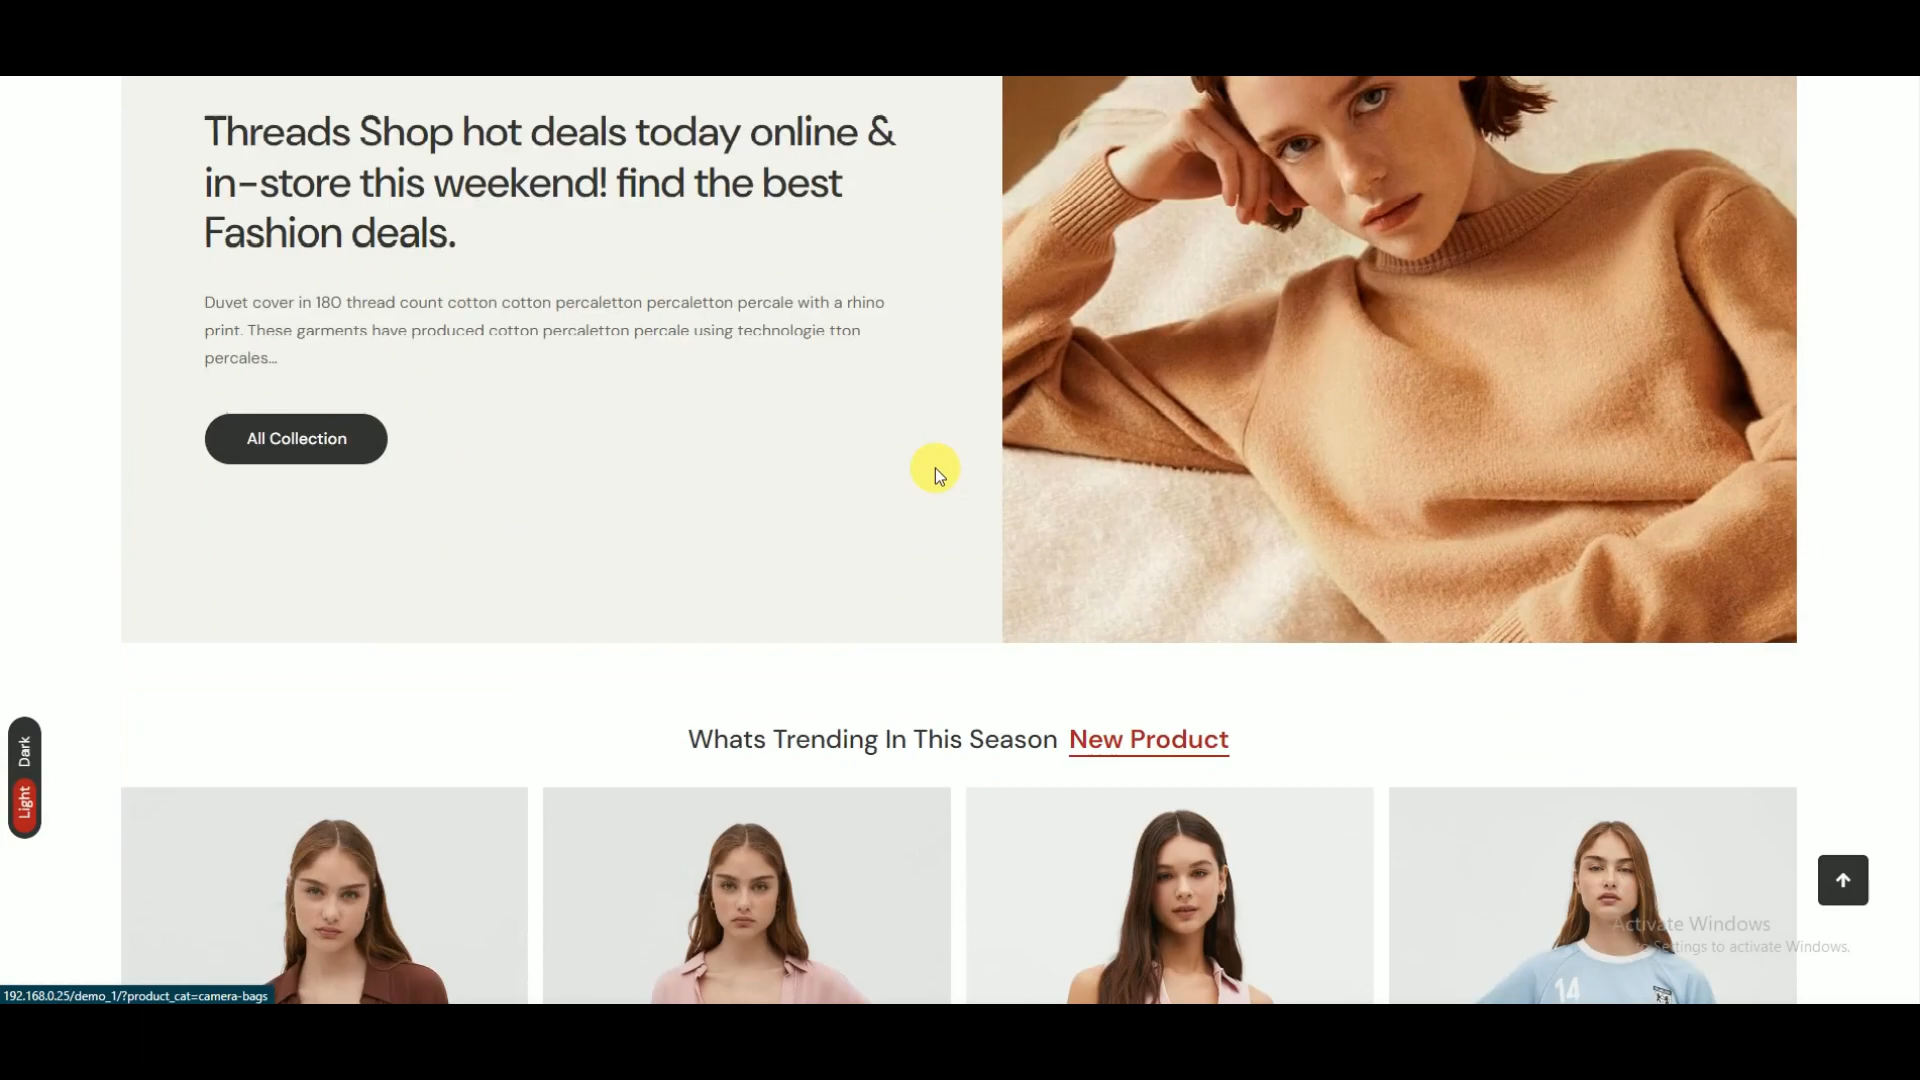 Threads Shop hot deals today online &
in-store this weekend! find the best
Fashion deals.
Duvet cover in 180 thread count cotton cotton percaletton percaletton percale with a rhino
print. These garments have produced cotton percaletton percale using technologie tton
percales...
All Collection
Dark
Light
Whats Trending In This Season New Product
14
Activate Windows
to Settings to activate Windows.
192.168.0.25/demo_1/?product_cat=camera-bags